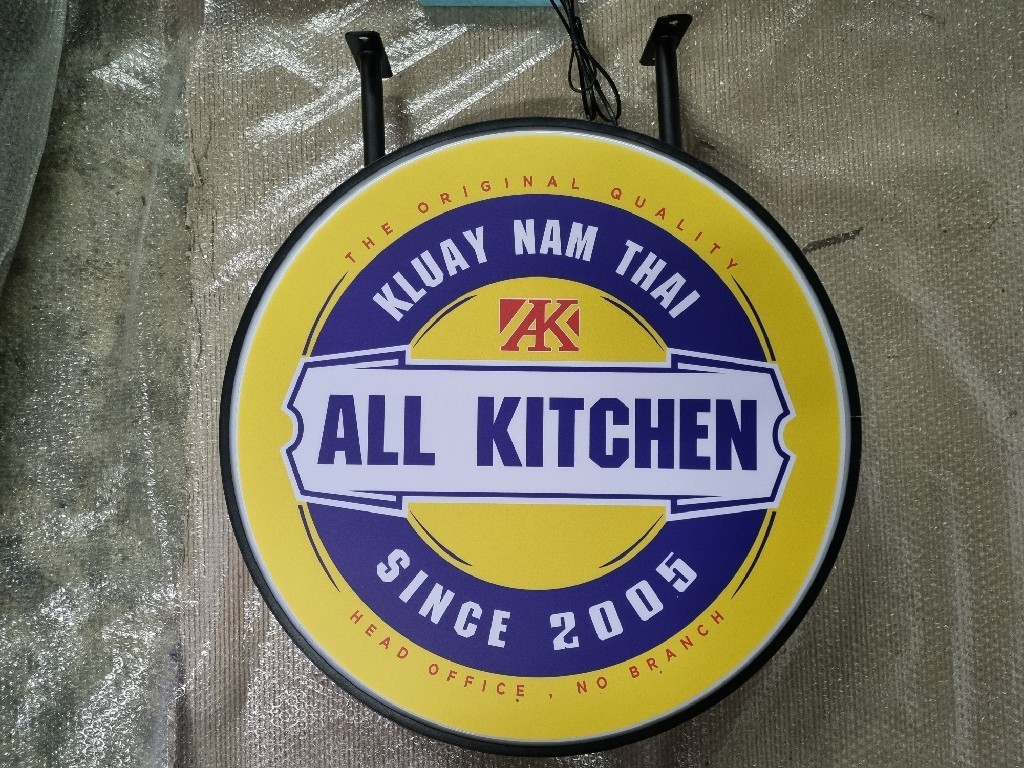 THE ORIGINAL QUALITY
KLUAY NAM THAI
AK
ALL KITCHEN
SINCE 2005
HEAD OFFICE , NO BRANCH